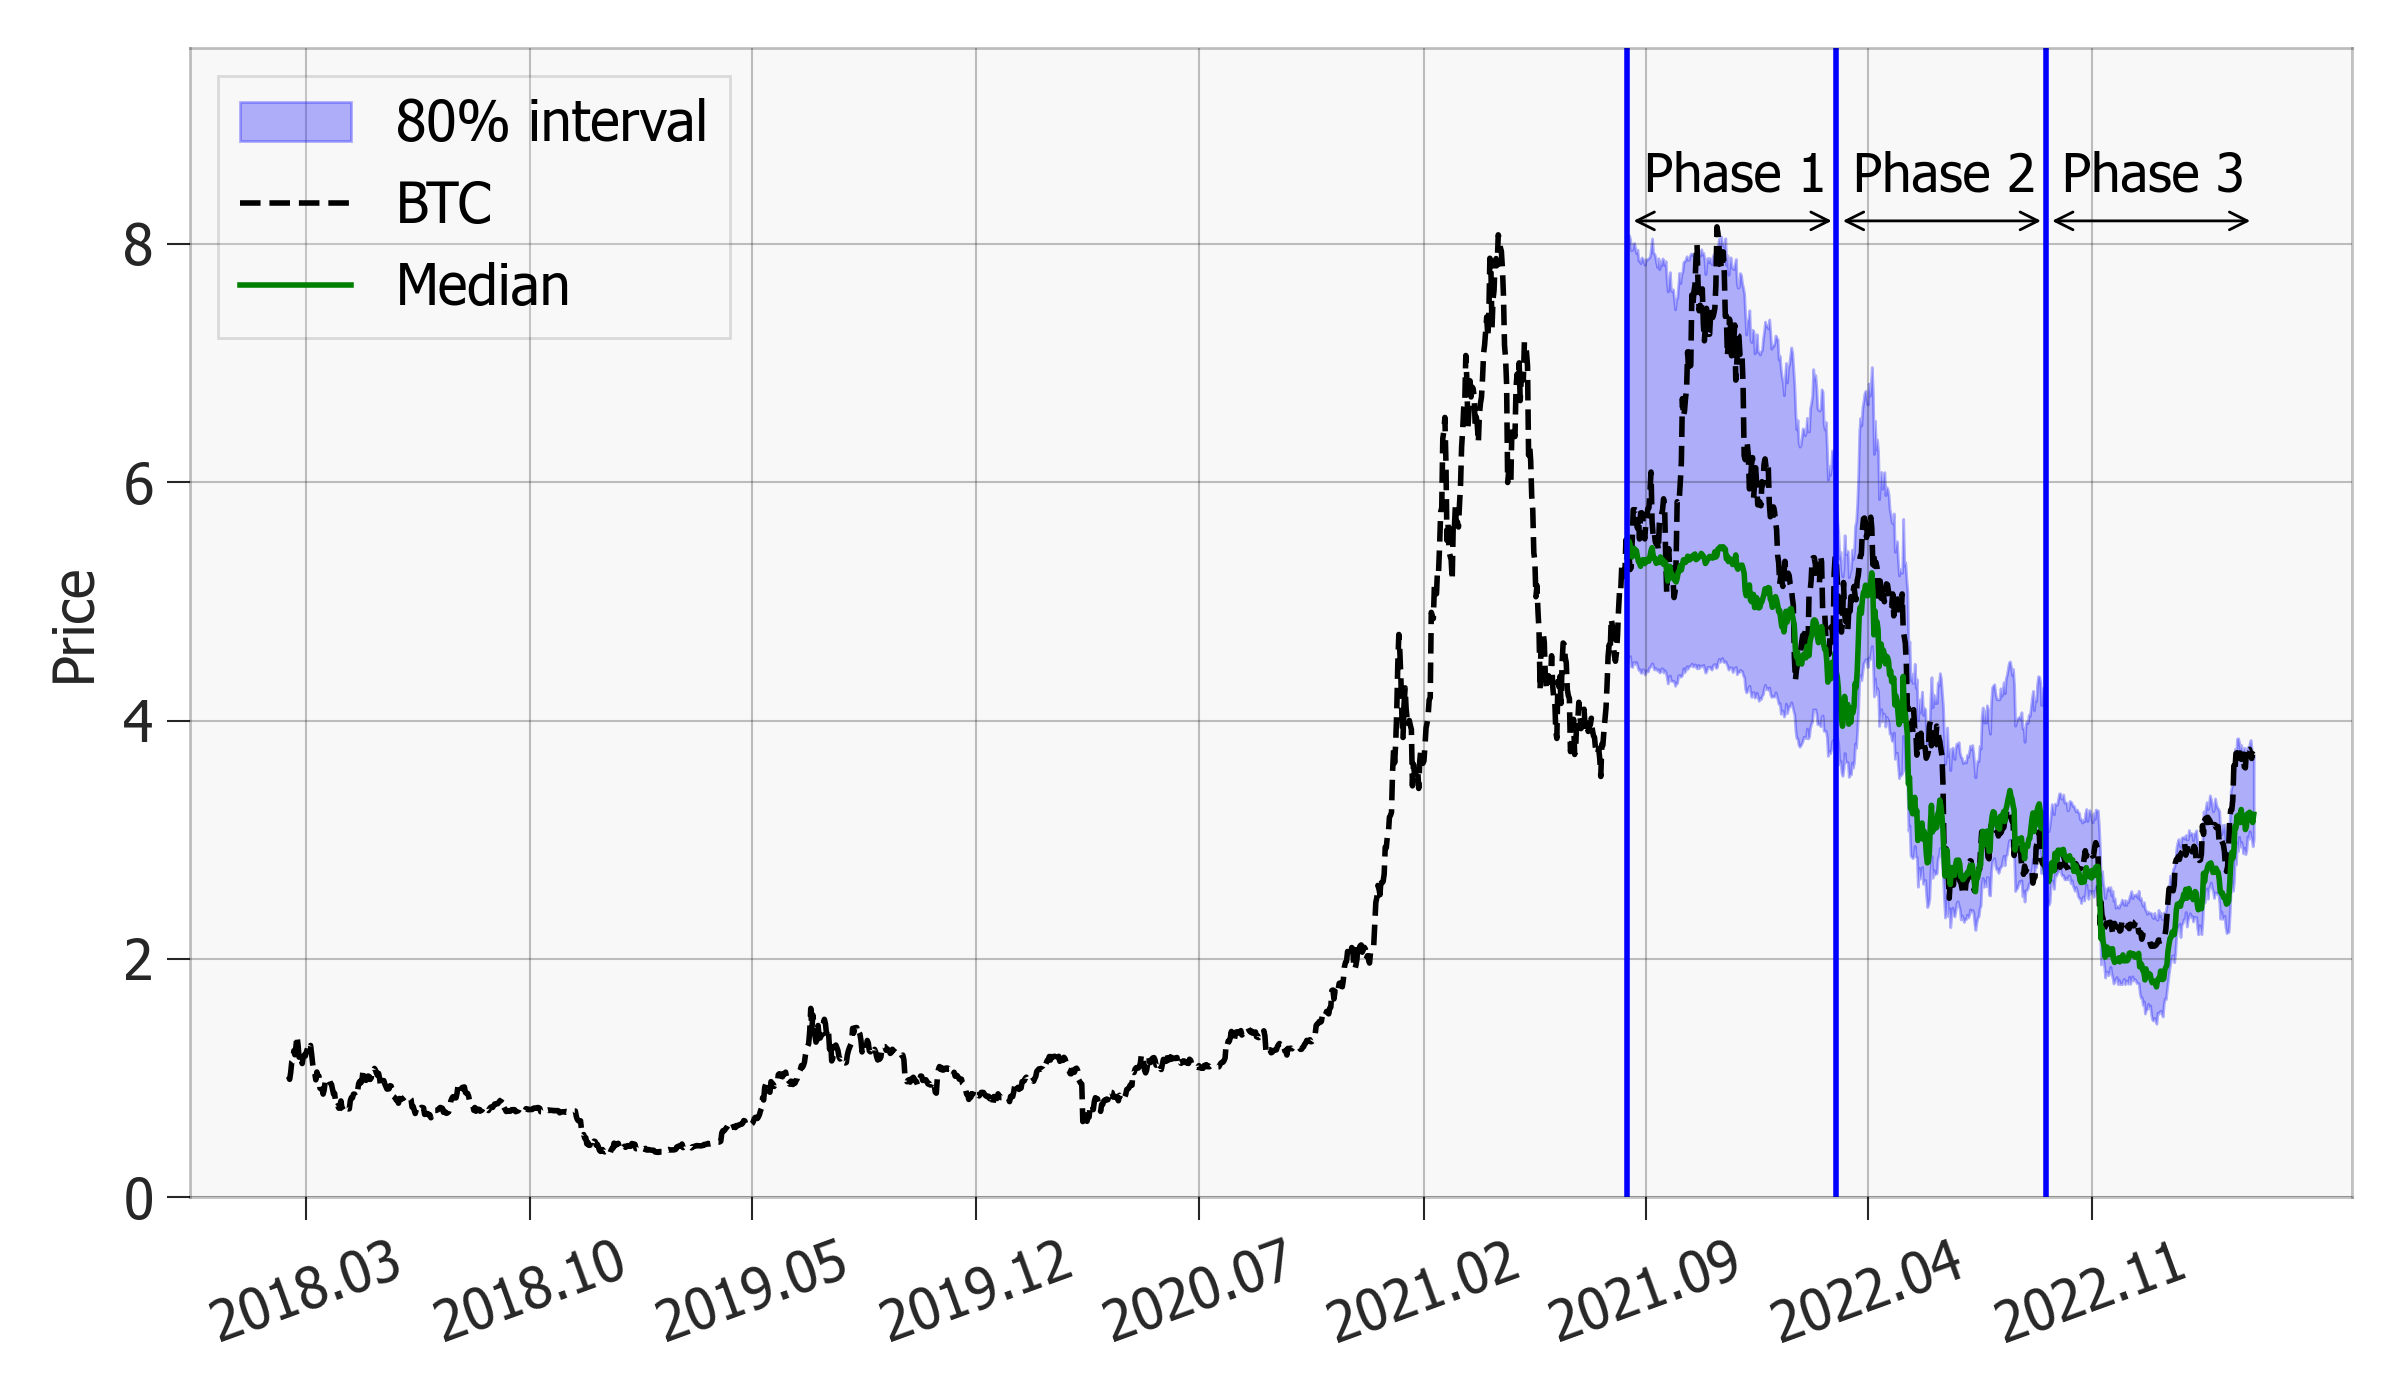 80% interval
BTC
Median
Phase 1
Phase 2
Phase 3
Price
8
6
4
2
0
2018.03
2018.10
2019.05
2019.12
2020.07
2021.02
2021.09
2022.04
2022.11